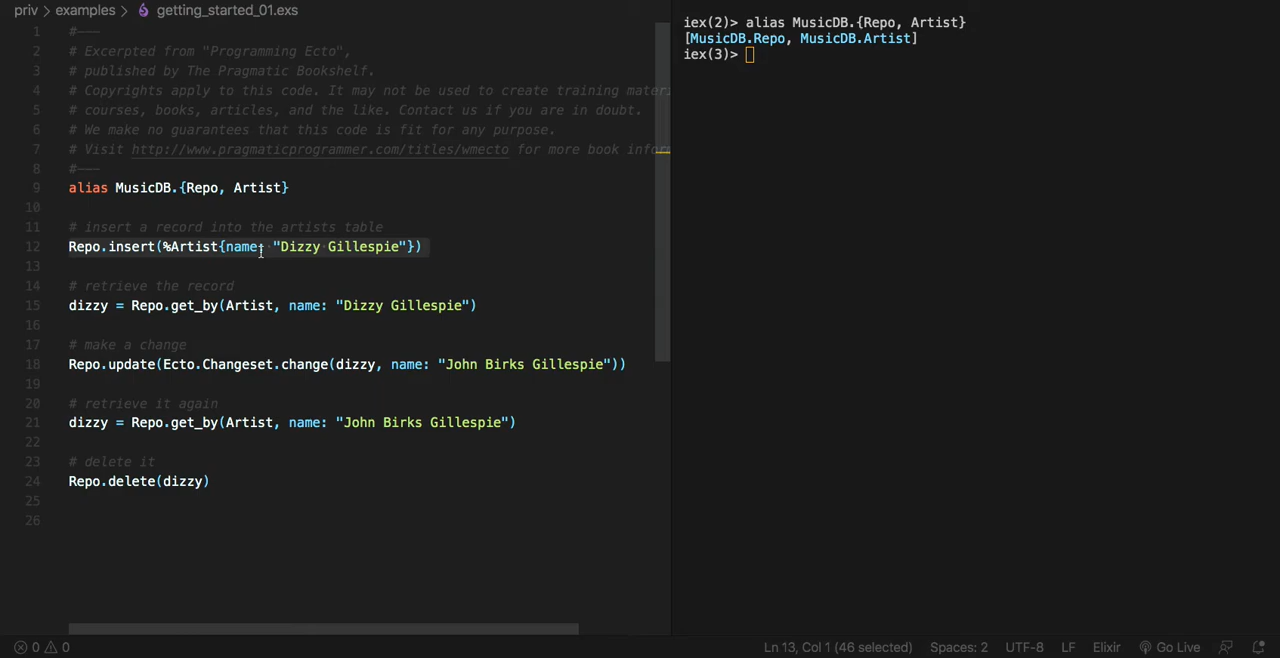 priv > examples > getting_started_01.exs
1 #---
2 # Excerpted from "Programming Ecto",
3 # published by The Pragmatic Bookshelf.
4 # Copyrights apply to this code. It may not be used to create training materi
5 # courses, books, articles, and the like. Contact us if you are in doubt.
6 # We make no guarantees that this code is fit for any purpose.
7 # Visit http://www.pragmaticprogrammer.com/titles/wmecto for more book inform
8 #---
9 alias MusicDB.{Repo, Artist}
10
11 # insert a record into the artists table
12 Repo.insert(%Artist{name: "Dizzy Gillespie"})
13
14 # retrieve the record
15 dizzy = Repo.get_by(Artist, name: "Dizzy Gillespie")
16
17 # make a change
18 Repo.update(Ecto.Changeset.change(dizzy, name: "John Birks Gillespie"))
19
20 # retrieve it again
21 dizzy = Repo.get_by(Artist, name: "John Birks Gillespie")
22
23 # delete it
24 Repo.delete(dizzy)
25
26
iex(2)> alias MusicDB.{Repo, Artist}
[MusicDB.Repo, MusicDB.Artist]
iex(3)>
0 0 Ln 13, Col 1 (46 selected) Spaces: 2 UTF-8 LF Elixir Go Live